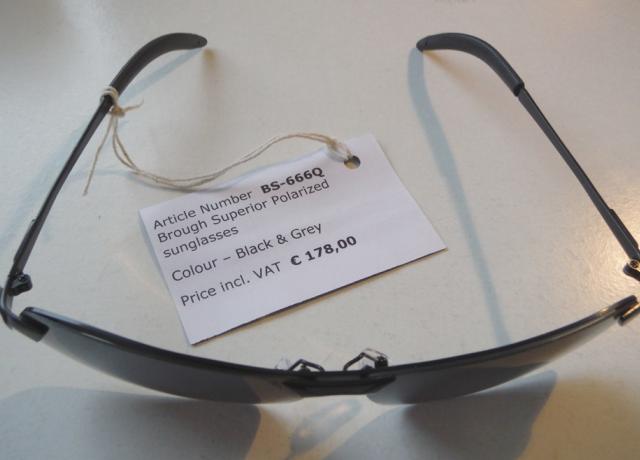 Article Number BS-666Q
Brough Superior Polarized
sunglasses
Colour – Black & Grey
Price incl. VAT € 178,00